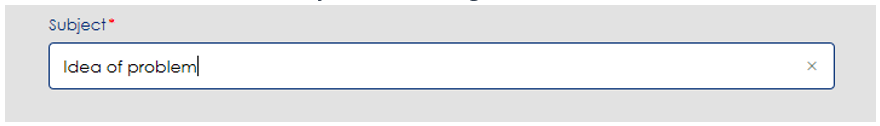 Subject*
Idea of problem